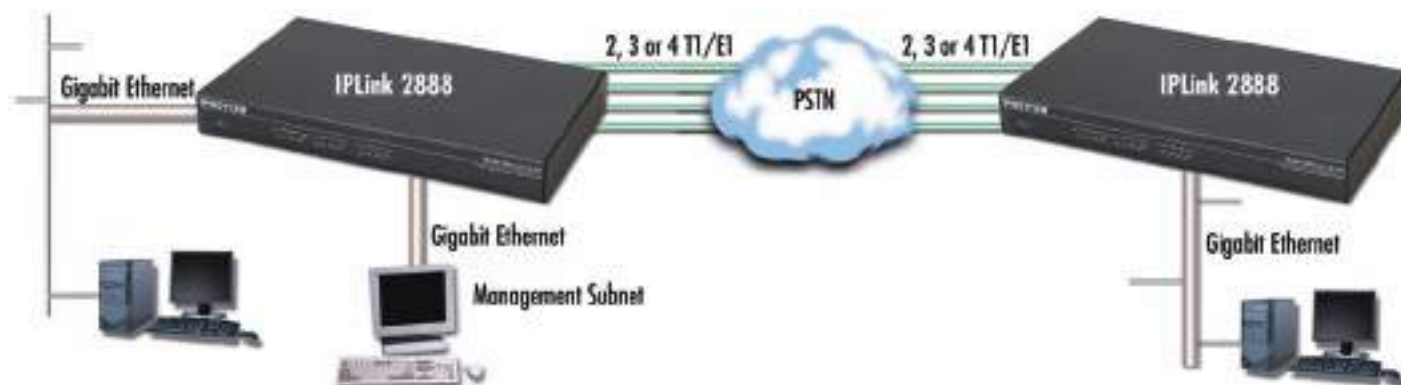 2, 3 or 4 T1/E1
2, 3 or 4 T1/E1
Gigabit Ethernet
IPLink 2888
PSTN
IPLink 2888
Gigabit Ethernet
Gigabit Ethernet
Management Subnet